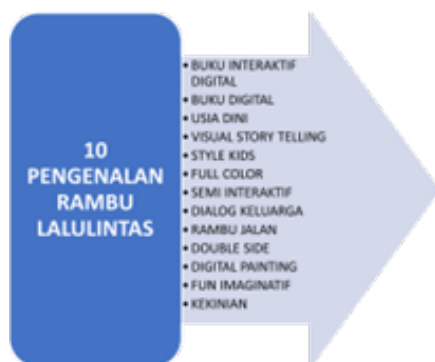 10
PENGENALAN
RAMBU
LALULINTAS
• BUKU INTERAKTIF
DIGITAL
• BUKU DIGITAL
• USIA DINI
• VISUAL STORY TELLING
• STYLE KIDS
• FULL COLOR
• SEMI INTERAKTIF
• DIALOG KELUARGA
• RAMBU JALAN
• DOUBLE SIDE
• DIGITAL PAINTING
• FUN IMAGINATIF
• KEKINIAN